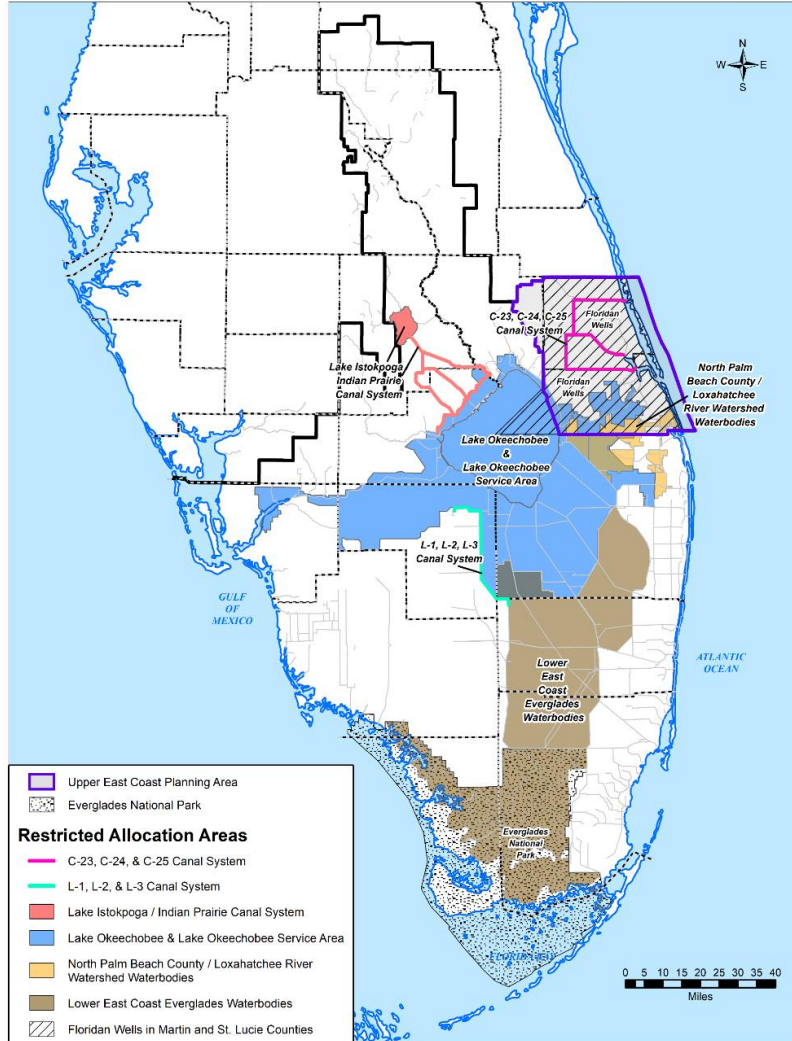 N
W E
S
C-23, C-24, C-25
Canal System
Floridan
Wells
Floridan
Wells
Lake Istokpoga
Indian Prairie
Canal System
North Palm
Beach County /
Loxahatchee
River Watershed
Waterbodies
Lake Okeechobee
&
Lake Okeechobee
Service Area
L-1, L-2, L-3
Canal System
GULF
OF
MEXICO
ATLANTIC
OCEAN
Lower
East
Coast
Everglades
Waterbodies
Everglades
National
Park
FLORIDA BAY
0 5 10 20 30 40
Miles
Upper East Coast Planning Area
Everglades National Park
Restricted Allocation Areas
C-23, C-24, & C-25 Canal System
L-1, L-2, & L-3 Canal System
Lake Istokpoga / Indian Prairie Canal System
Lake Okeechobee & Lake Okeechobee Service Area
North Palm Beach County / Loxahatchee River
Watershed Waterbodies
Lower East Coast Everglades Waterbodies
Floridan Wells in Martin and St. Lucie Counties